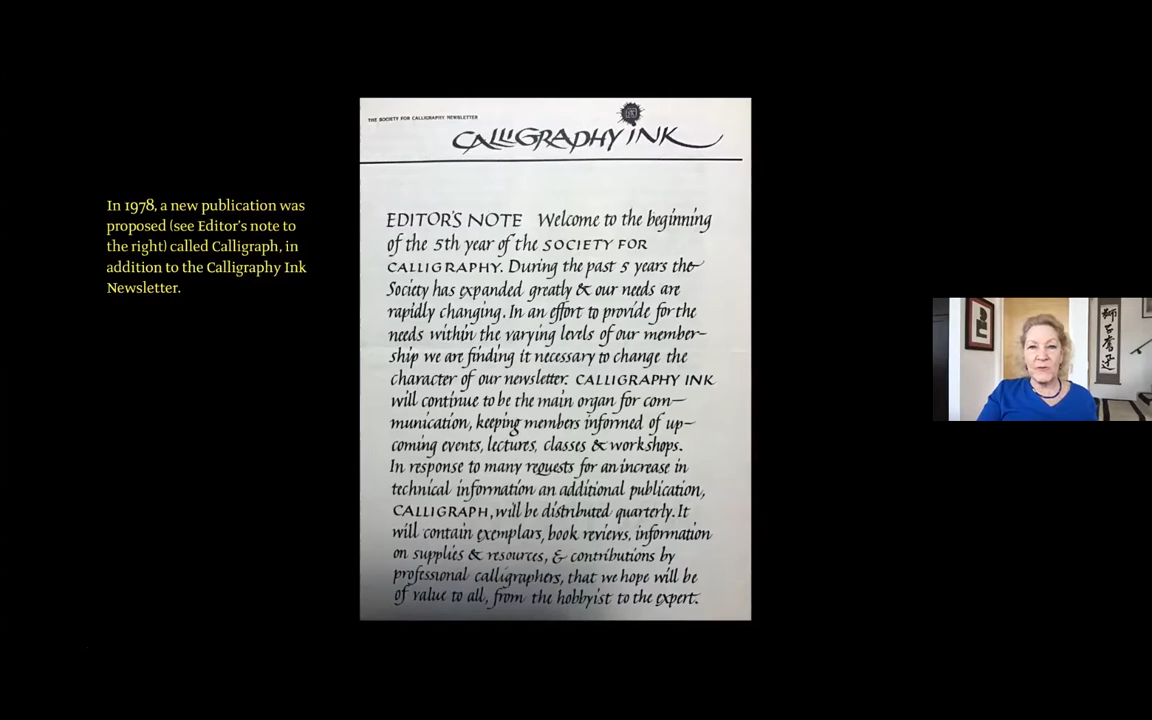 In 1978, a new publication was
proposed (see Editor's note to
the right) called Calligraph, in
addition to the Calligraphy Ink
Newsletter.
THE SOCIETY FOR CALLIGRAPHY NEWSLETTER
CALLIGRAPHY INK
EDITOR'S NOTE Welcome to the beginning
of the 5th year of the SOCIETY FOR
CALLIGRAPHY. During the past 5 years the
Society has expanded greatly & our needs are
rapidly changing. In an effort to provide for the
needs within the varying levels of our member-
ship we are finding it necessary to change the
character of our newsletter. CALLIGRAPHY INK
will continue to be the main organ for com-
munication, keeping members informed of up-
coming events, lectures, classes & workshops.
In response to many requests for an increase in
technical information an additional publication,
CALLIGRAPH, will be distributed quarterly. It
will contain exemplars, book reviews, information
on supplies & resources, & contributions by
professional calligraphers, that we hope will be
of value to all, from the hobbyist to the expert.